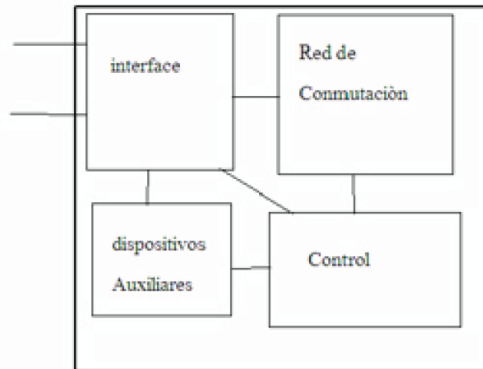 interface
Red de
Conmutaciòn
dispositivos
Auxiliares
Control